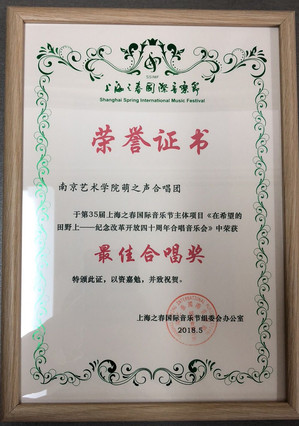 上海之春国际音乐节
Shanghai Spring International Music Festival
荣誉证书
南京艺术学院萌之声合唱团
于第35届上海之春国际音乐节主体项目《在希望的
田野上——纪念改革开放四十周年合唱音乐会》中荣获
最佳合唱奖
特颁此证，以资嘉勉，并致祝贺。
上海之春国际音乐节组委会办公室
2018.5